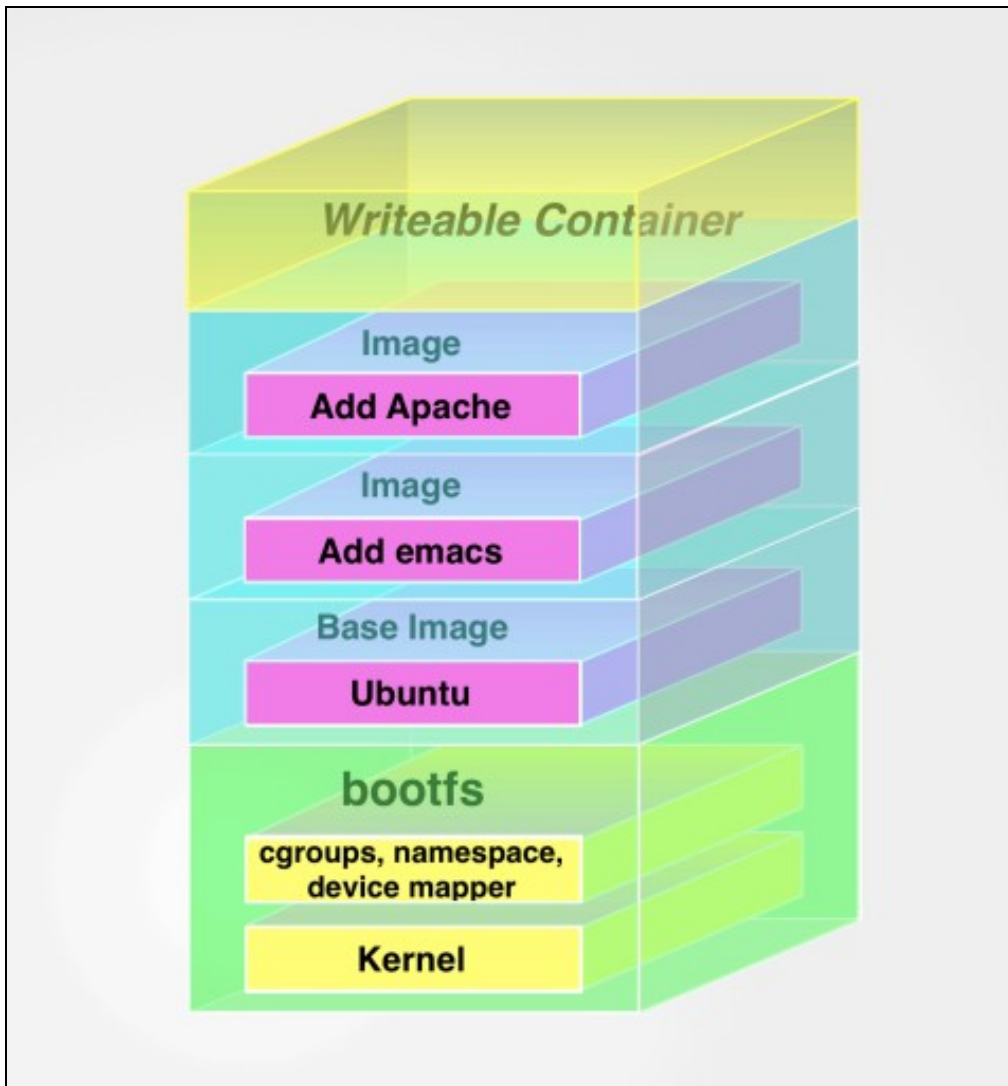 Writeable Container
Image
Add Apache
Image
Add emacs
Base Image
Ubuntu
bootfs
cgroups, namespace,
device mapper
Kernel